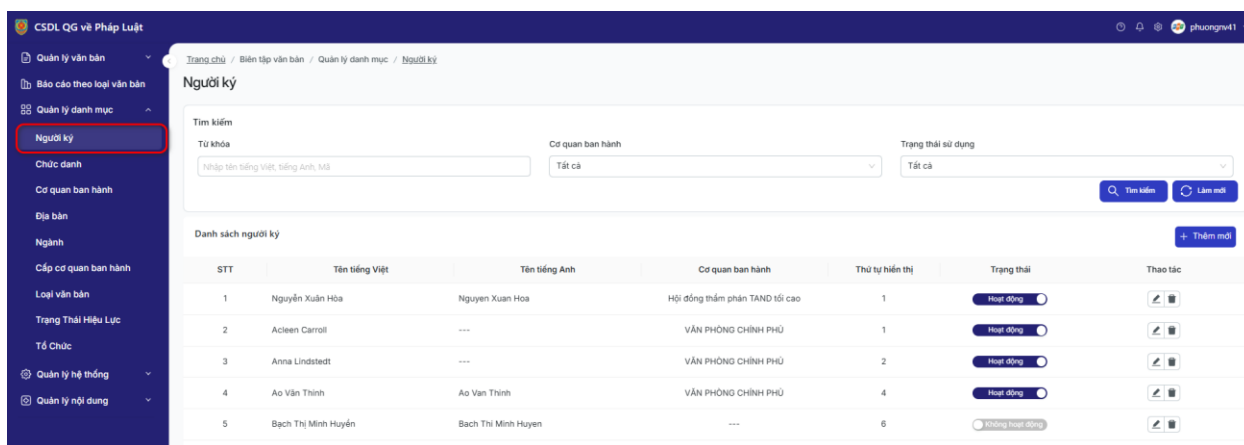 CSDL QG về Pháp Luật
phuongnv41
Quản lý văn bản
Báo cáo theo loại văn bản
Quản lý danh mục
Người ký
Chức danh
Cơ quan ban hành
Địa bàn
Ngành
Cấp cơ quan ban hành
Loại văn bản
Trạng Thái Hiệu Lực
Tổ Chức
Quản lý hệ thống
Quản lý nội dung
Trang chủ / Biên tập văn bản / Quản lý danh mục / Người ký
Người ký
Tìm kiếm
Từ khóa Cơ quan ban hành Trạng thái sử dụng
Nhập tên tiếng Việt, tiếng Anh, Mã Tất cả Tất cả
Tìm kiếm Làm mới
Danh sách người ký + Thêm mới
STT Tên tiếng Việt Tên tiếng Anh Cơ quan ban hành Thứ tự hiển thị Trạng thái Thao tác
1 Nguyễn Xuân Hòa Nguyen Xuan Hoa Hội đồng thẩm phán TAND tối cao 1 Hoạt động
2 Acleen Carroll --- VĂN PHÒNG CHÍNH PHỦ 1 Hoạt động
3 Anna Lindstedt --- VĂN PHÒNG CHÍNH PHỦ 2 Hoạt động
4 Ao Văn Thinh Ao Van Thinh VĂN PHÒNG CHÍNH PHỦ 4 Hoạt động
5 Bạch Thị Minh Huyền Bach Thi Minh Huyen --- 6 Không hoạt động